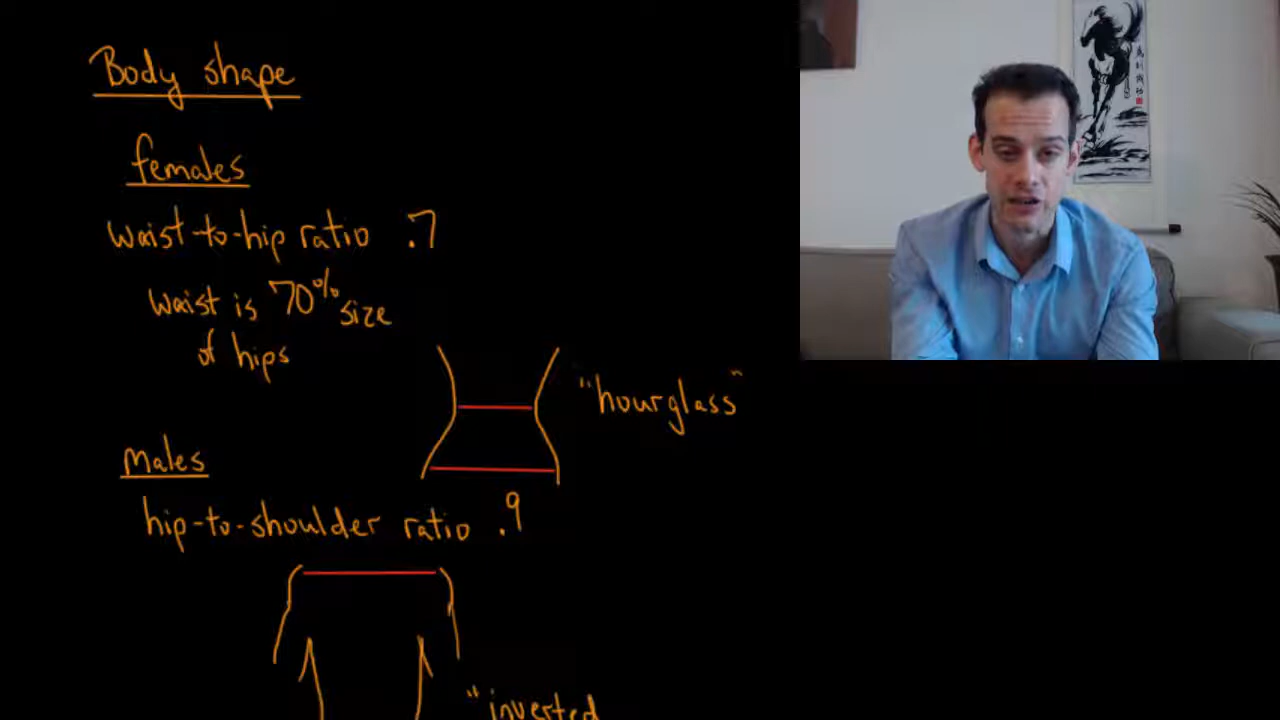 Body shape
females
waist-to-hip ratio .7
waist is 70% size
of hips
"hourglass"
Males
hip-to-shoulder ratio .9
"inverted